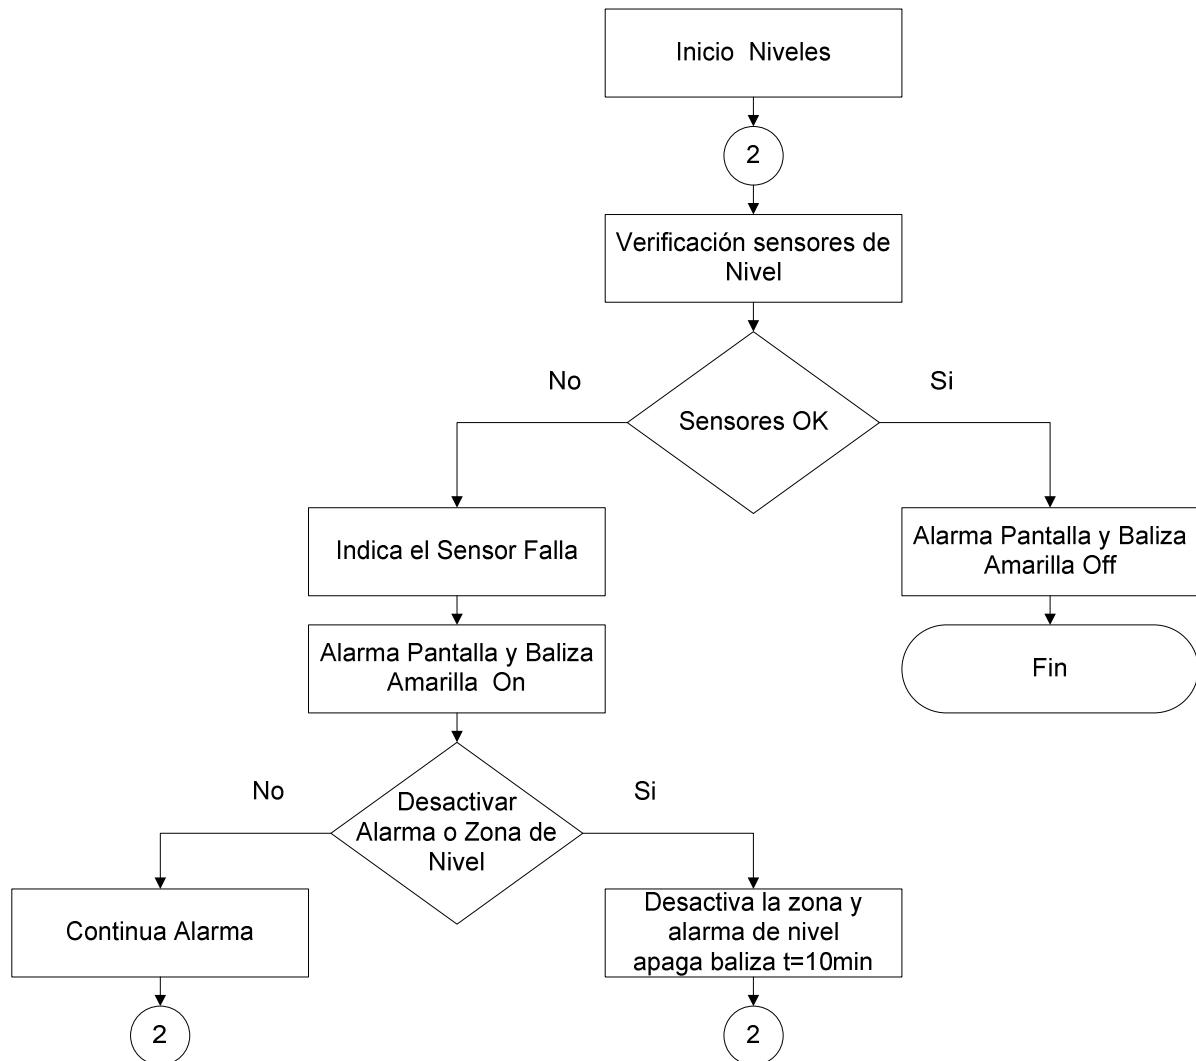 Inicio  Niveles
2
Verificación sensores de
Nivel
No
Si
Sensores OK
Indica el Sensor Falla
Alarma Pantalla y Baliza
Amarilla Off
Alarma Pantalla y Baliza
Amarilla  On
Fin
No
Si
Desactivar
Alarma o Zona de
Nivel
Continua Alarma
Desactiva la zona y
alarma de nivel
apaga baliza t=10min
2
2